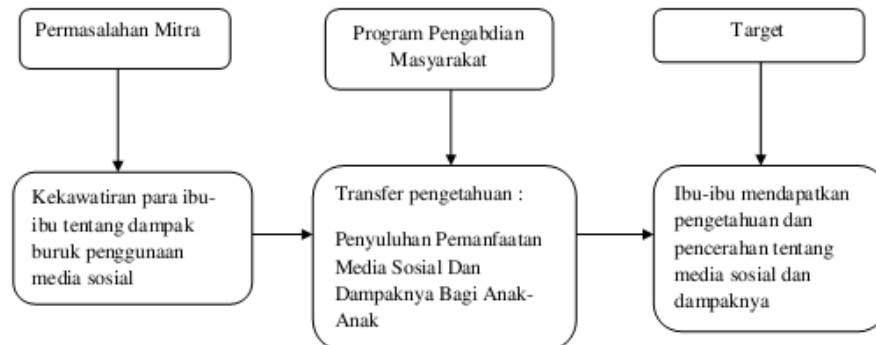 Permasalahan Mitra
Program Pengabdian
Masyarakat
Target
Kekawatiran para ibu-
ibu tentang dampak
buruk penggunaan
media sosial
Transfer pengetahuan :
Penyuluhan Pemanfaatan
Media Sosial Dan
Dampaknya Bagi Anak-
Anak
Ibu-ibu mendapatkan
pengetahuan dan
pencerahan tentang
media sosial dan
dampaknya